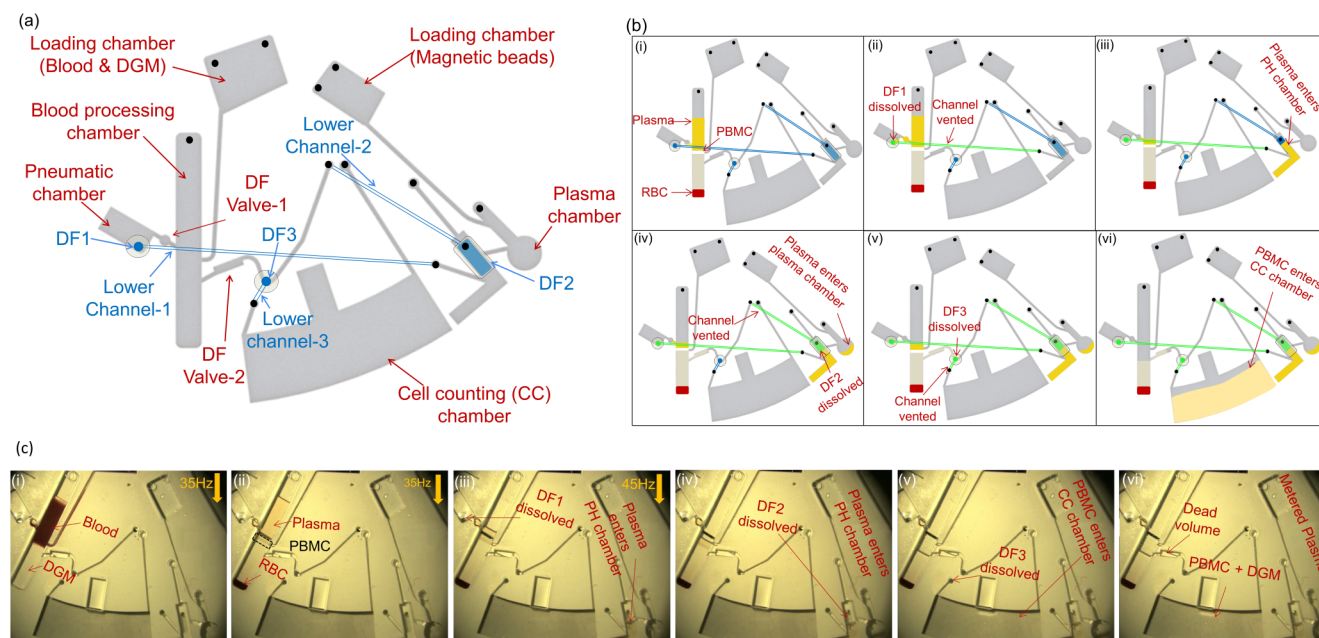 (a)
Loading chamber
(Blood & DGM)
Loading chamber
(Magnetic beads)
Blood processing
chamber
Lower
Channel-2
Pneumatic
chamber
DF
Valve-1
Plasma
chamber
DF1
DF3
DF2
Lower
Channel-1
Lower
channel-3
DF
Valve-2
Cell counting (CC)
chamber
(b)
(i)
Plasma
PBMC
RBC
(ii)
DF1
dissolved
Channel
vented
(iii)
Plasma enters
PH chamber
(iv)
Plasma enters
plasma chamber
Channel
vented
DF2
dissolved
(v)
DF3
dissolved
Channel
vented
(vi)
PBMC enters
CC chamber
(c)
(i)
35Hz
Blood
DGM
(ii)
35Hz
Plasma
PBMC
RBC
(iii)
45Hz
DF1
dissolved
Plasma
enters
PH chamber
(iv)
DF2
dissolved
Plasma enters
PH chamber
(v)
PBMC enters
CC chamber
DF3
dissolved
(vi)
Dead
volume
Metered Plasma
PBMC + DGM